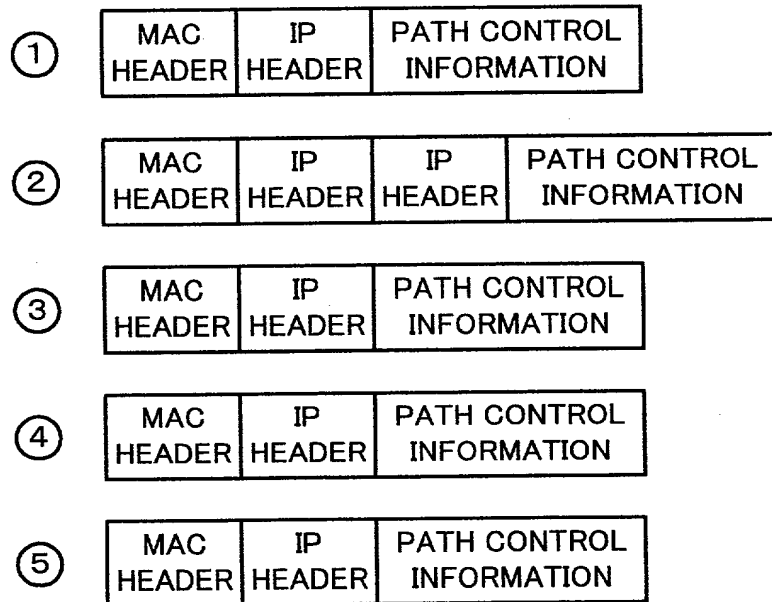 ① MAC HEADER IP HEADER PATH CONTROL INFORMATION
② MAC HEADER IP HEADER IP HEADER PATH CONTROL INFORMATION
③ MAC HEADER IP HEADER PATH CONTROL INFORMATION
④ MAC HEADER IP HEADER PATH CONTROL INFORMATION
⑤ MAC HEADER IP HEADER PATH CONTROL INFORMATION